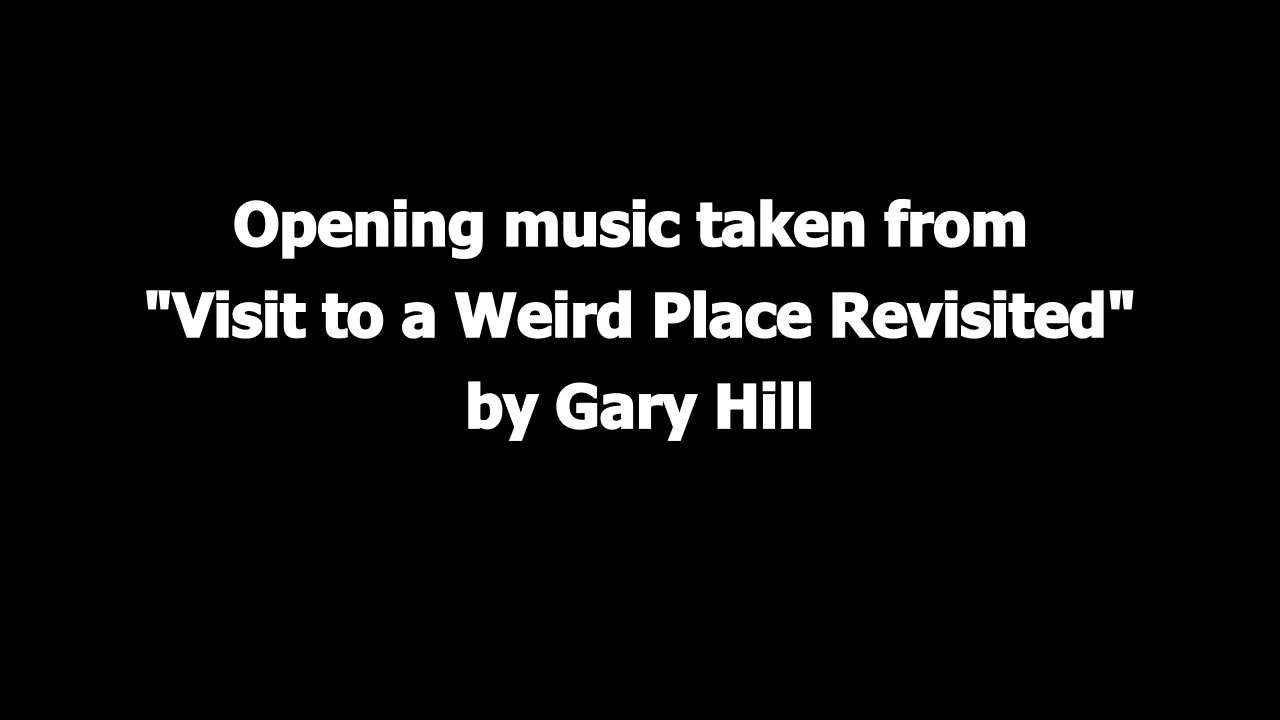 Opening music taken from
"Visit to a Weird Place Revisited"
by Gary Hill